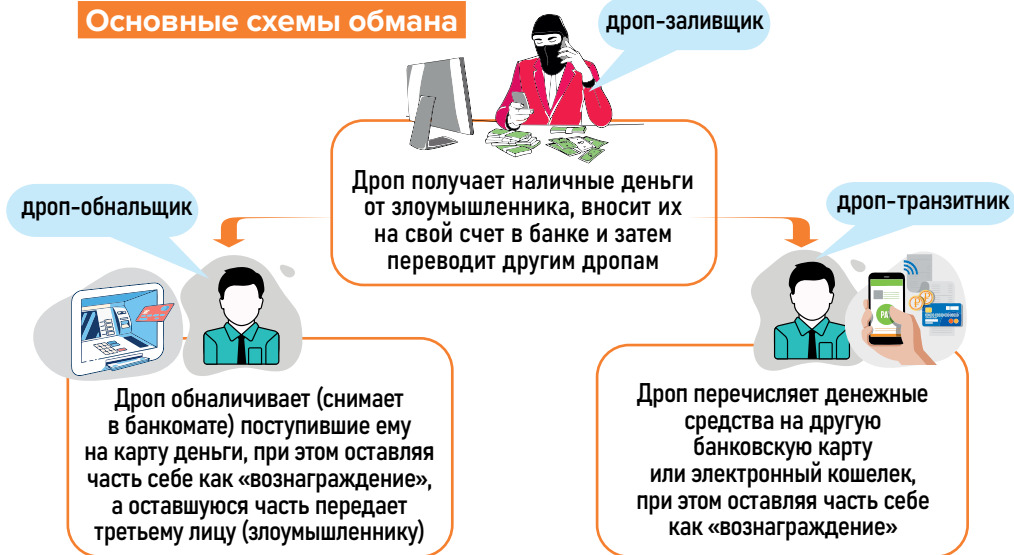 Основные схемы обмана
дроп-заливщик
Дроп получает наличные деньги
от злоумышленника, вносит их
на свой счет в банке и затем
переводит другим дропам
дроп-обнальщик
Дроп обналичивает (снимает
в банкомате) поступившие ему
на карту деньги, при этом оставляя
часть себе как «вознаграждение»,
а оставшуюся часть передает
третьему лицу (злоумышленнику)
дроп-транзитник
PA
Дроп перечисляет денежные
средства на другую
банковскую карту
или электронный кошелек,
при этом оставляя часть себе
как «вознаграждение»